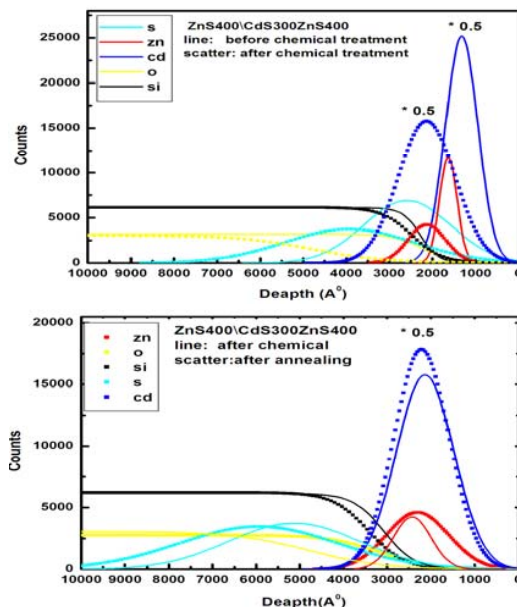 ZnS400\CdS300ZnS400
line: before chemical treatment
scatter: after chemical treatment
s
zn
cd
o
si
* 0.5
* 0.5
Counts
25000
20000
15000
10000
5000
0
10000 9000 8000 7000 6000 5000 4000 3000 2000 1000 0
Deapth (A⁰)
ZnS400\CdS300ZnS400
line: after chemical
scatter:after annealing
zn
o
si
s
cd
* 0.5
Counts
20000
15000
10000
5000
0
10000 9000 8000 7000 6000 5000 4000 3000 2000 1000 0
Depth(A⁰)